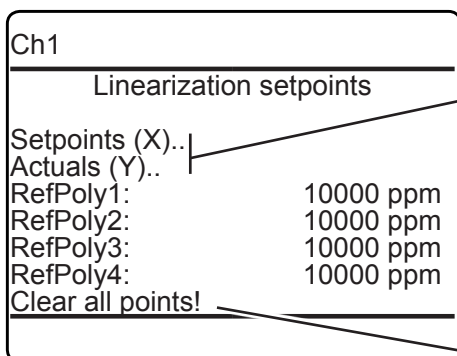 Ch1
Linearization setpoints
Setpoints (X)..
Actuals (Y)..
RefPoly1: 10000 ppm
RefPoly2: 10000 ppm
RefPoly3: 10000 ppm
RefPoly4: 10000 ppm
Clear all points!